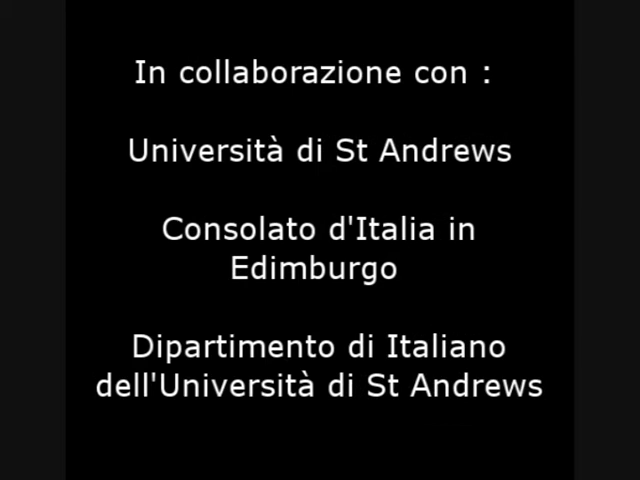 In collaborazione con :
Università di St Andrews
Consolato d'Italia in
Edimburgo
Dipartimento di Italiano
dell'Università di St Andrews